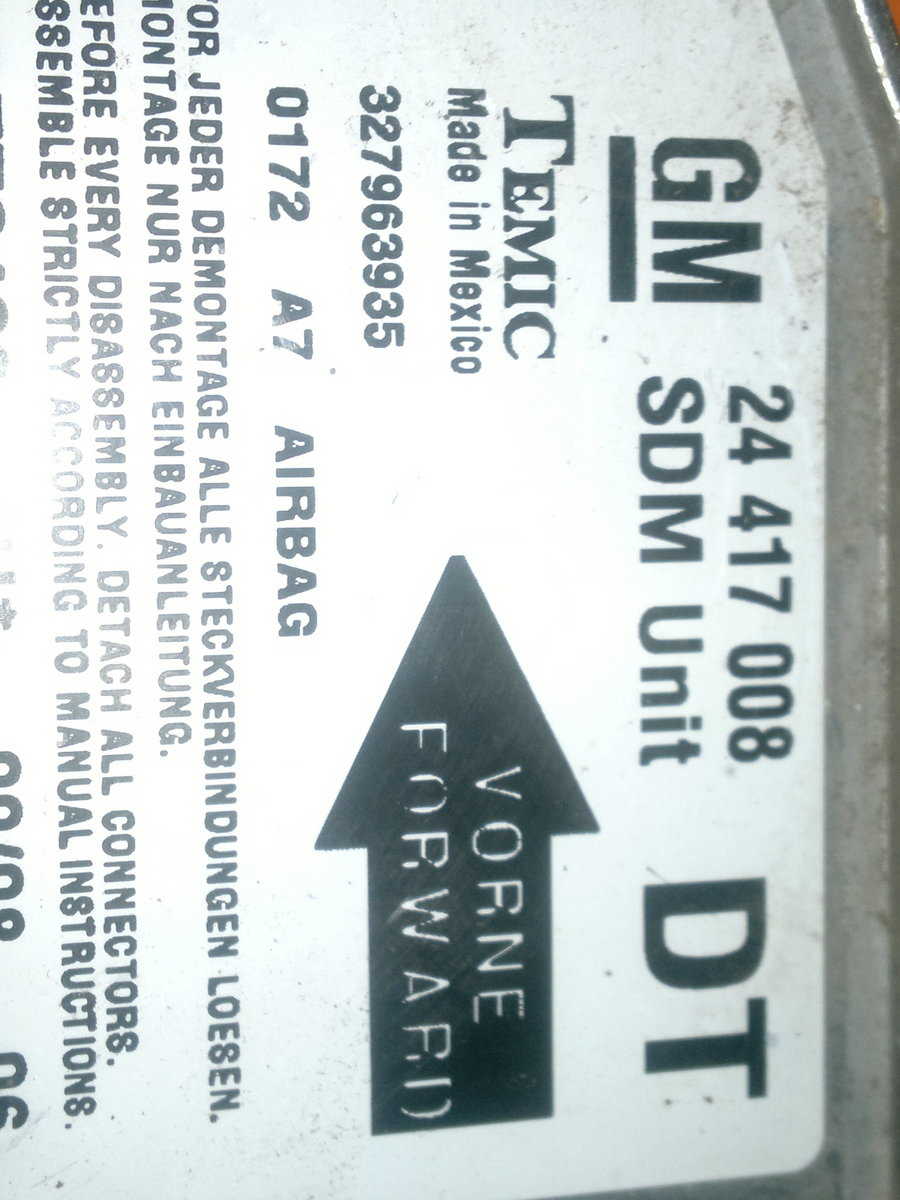 24 417 008
GM SDM Unit DT
TEMIC
Made in Mexico
VORNE
FORWARD
327963935
0172 A7 AIRBAG
VOR JEDER DEMONTAGE ALLE STECKVERBINDUNGEN LOESEN.
MONTAGE NUR NACH EINBAUANLEITUNG.
BEFORE EVERY DISASSEMBLY. DETACH ALL CONNECTORS.
ASSEMBLE STRICTLY ACCORDING TO MANUAL INSTRUCTIONS.